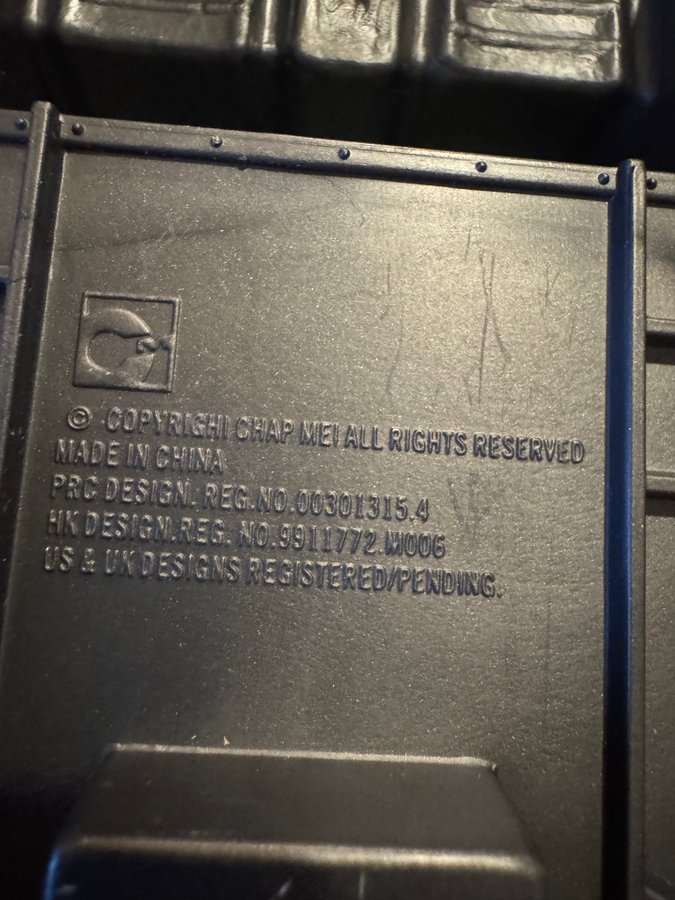 © COPYRIGHT CHAP MEI ALL RIGHTS RESERVED
MADE IN CHINA
PRC DESIGN. REG.NO.00301315.4
HK DESIGN.REG. NO.9911772.M006
US & UK DESIGNS REGISTERED/PENDING.